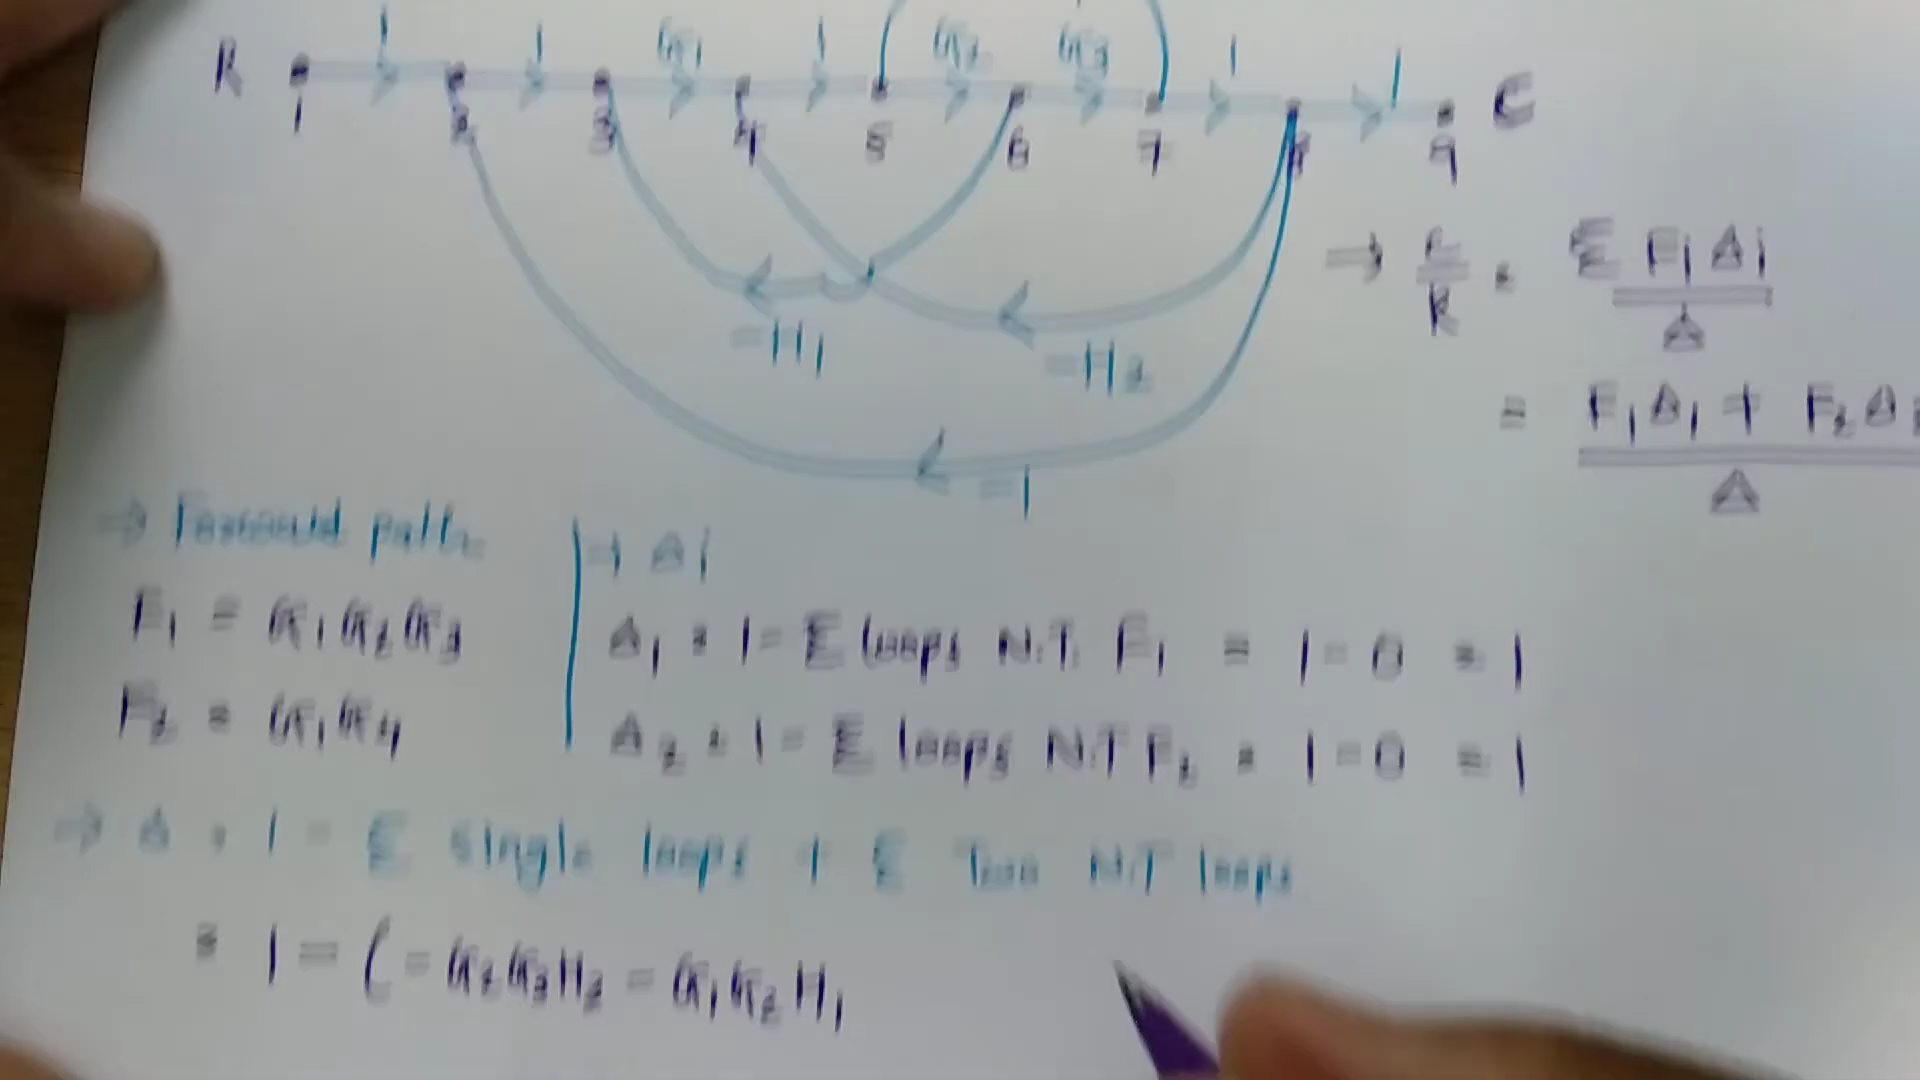 1 1 G1 1 G2 G3 1 1
R C
1 2 3 4 5 6 7 8 9
-H1
-H2
-1
⇒ C/R = Σ Fi Δi / Δ
= F1Δ1 + F2Δ / Δ
⇒ Forward path
F1 = G1G2G3
F2 = G1G4
⇒ Δi
Δ1 = 1 - Σ loops N.T. F1 = 1 - 0 = 1
Δ2 = 1 - Σ loops N.T F2 = 1 - 0 = 1
⇒ Δ = 1 - Σ single loops + Σ Two N.T loops
= 1 - ( - G2G3H2 - G1G2H1